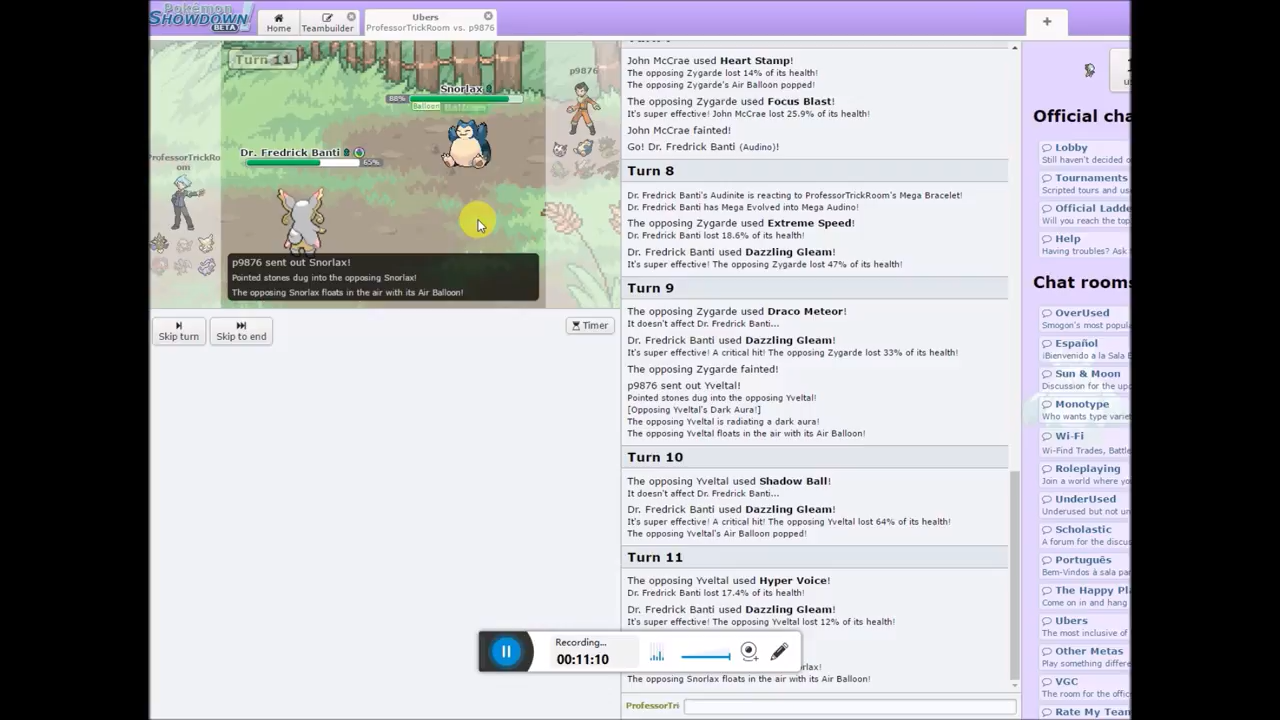 Pokémon
SHOWDOWN!
BETA
Home
Teambuilder
Ubers
ProfessorTrickRoom vs. p9876
+
Turn 11
p9876
Snorlax
88%
Balloon
Dr. Fredrick Banti
65%
ProfessorTrickRo
om
p9876 sent out Snorlax!
Pointed stones dug into the opposing Snorlax!
The opposing Snorlax floats in the air with its Air Balloon!
Skip turn
Skip to end
Timer
John McCrae used Heart Stamp!
The opposing Zygarde lost 14% of its health!
The opposing Zygarde's Air Balloon popped!
The opposing Zygarde used Focus Blast!
It's super effective! John McCrae lost 25.9% of its health!
John McCrae fainted!
Go! Dr. Fredrick Banti (Audino)!
Turn 8
Dr. Fredrick Banti's Audinite is reacting to ProfessorTrickRoom's Mega Bracelet!
Dr. Fredrick Banti has Mega Evolved into Mega Audino!
The opposing Zygarde used Extreme Speed!
Dr. Fredrick Banti lost 18.6% of its health!
Dr. Fredrick Banti used Dazzling Gleam!
It's super effective! The opposing Zygarde lost 47% of its health!
Turn 9
The opposing Zygarde used Draco Meteor!
It doesn't affect Dr. Fredrick Banti...
Dr. Fredrick Banti used Dazzling Gleam!
It's super effective! A critical hit! The opposing Zygarde lost 33% of its health!
The opposing Zygarde fainted!
p9876 sent out Yveltal!
Pointed stones dug into the opposing Yveltal!
[Opposing Yveltal's Dark Aura!]
The opposing Yveltal is radiating a dark aura!
The opposing Yveltal floats in the air with its Air Balloon!
Turn 10
The opposing Yveltal used Shadow Ball!
It doesn't affect Dr. Fredrick Banti...
Dr. Fredrick Banti used Dazzling Gleam!
It's super effective! A critical hit! The opposing Yveltal lost 64% of its health!
The opposing Yveltal's Air Balloon popped!
Turn 11
The opposing Yveltal used Hyper Voice!
Dr. Fredrick Banti lost 17.4% of its health!
Dr. Fredrick Banti used Dazzling Gleam!
It's super effective! The opposing Yveltal lost 12% of its health!
rlax!
The opposing Snorlax floats in the air with its Air Balloon!
ProfessorTri
Recording...
00:11:10
Official cha
Lobby
Still haven't decided o
Tournaments
Scripted tours and us
Official Ladde
Will you reach the top
Help
Having troubles? Ask
Chat rooms
OverUsed
Smogon's most popula
Español
¡Bienvenido a la Sala E
Sun & Moon
Discussion for the up
Monotype
Who wants type varie
Wi-Fi
Wi-Find Trades, Battle
Roleplaying
Join a world where yo
UnderUsed
Underused but not un
Scholastic
A forum for the discus
Português
Bem-Vindos à sala pa
The Happy Pl
Come on in and hang
Ubers
The most inclusive of
Other Metas
Play something differe
VGC
The room for the offic
Rate My Team